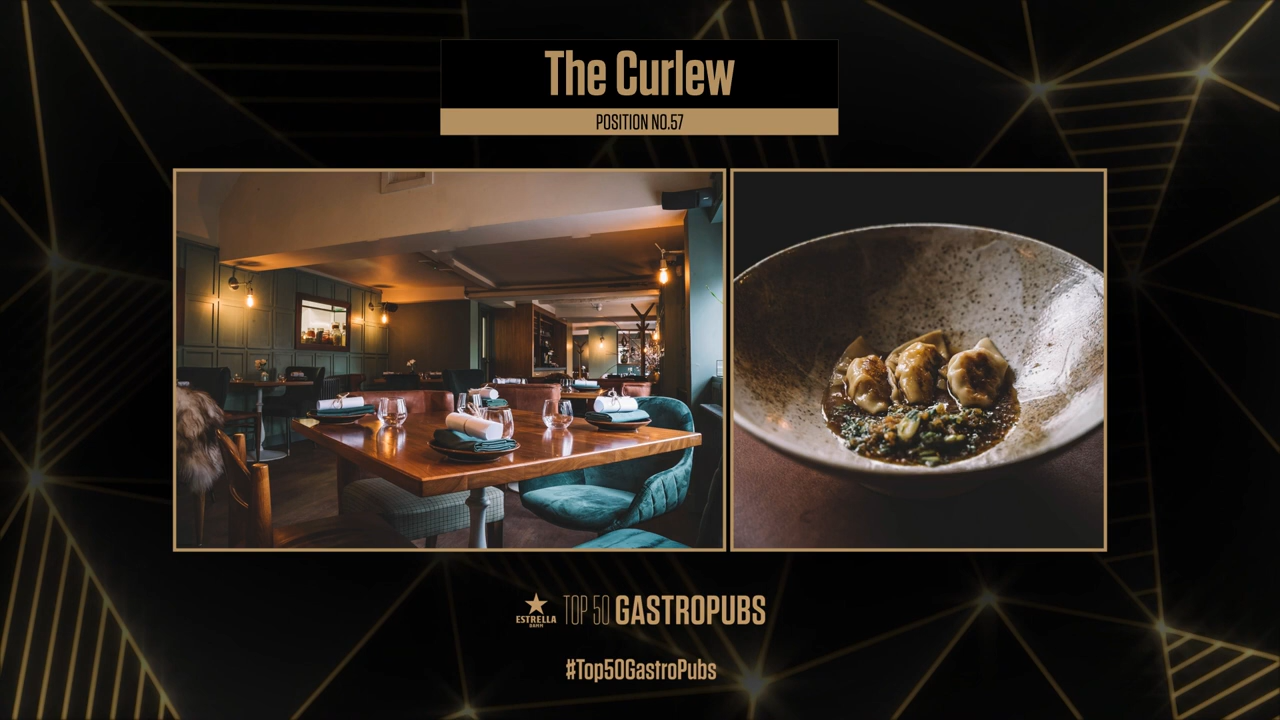 The Curlew
POSITION NO.57
ESTRELLA
DAMM
TOP 50 GASTROPUBS
#Top50GastroPubs